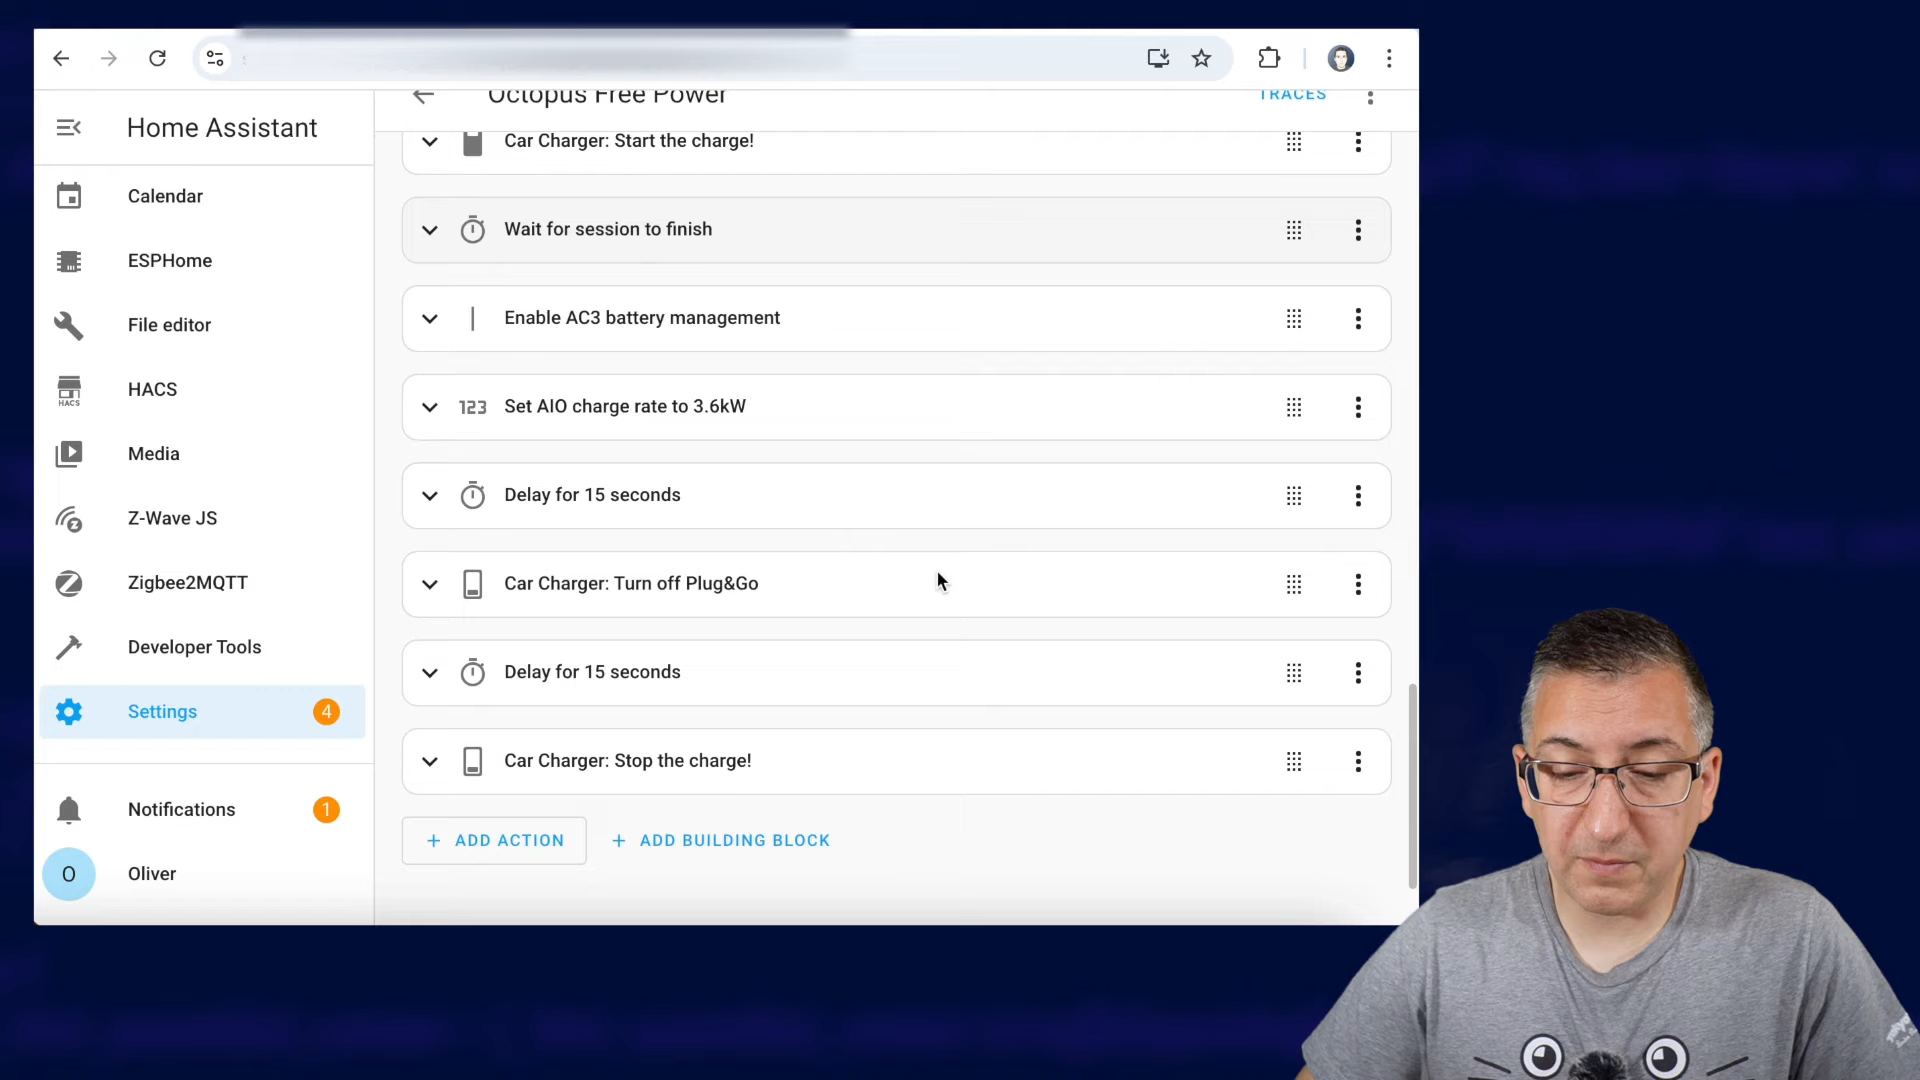 Home Assistant
Calendar
ESPHome
File editor
HACS
HACS
Media
Z-Wave JS
Zigbee2MQTT
Developer Tools
Settings 4
Notifications 1
O Oliver
Octopus Free Power
TRACES
Car Charger: Start the charge!
Wait for session to finish
Enable AC3 battery management
123 Set AIO charge rate to 3.6kW
Delay for 15 seconds
Car Charger: Turn off Plug&Go
Delay for 15 seconds
Car Charger: Stop the charge!
+ ADD ACTION + ADD BUILDING BLOCK